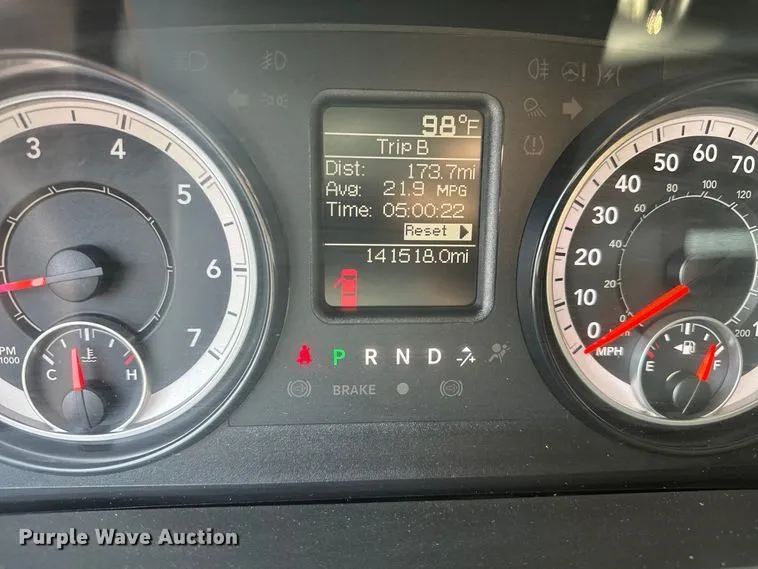 98°F
Trip B
Dist: 173.7mi
Avg: 21.9 MPG
Time: 05:00:22
Reset
141518.0mi
3 4 5 6 7
C H
P R N D
BRAKE
0 10 20 30 40 50 60 70
20 40 60 80 100 120 200
MPH
E F
Purple Wave Auction